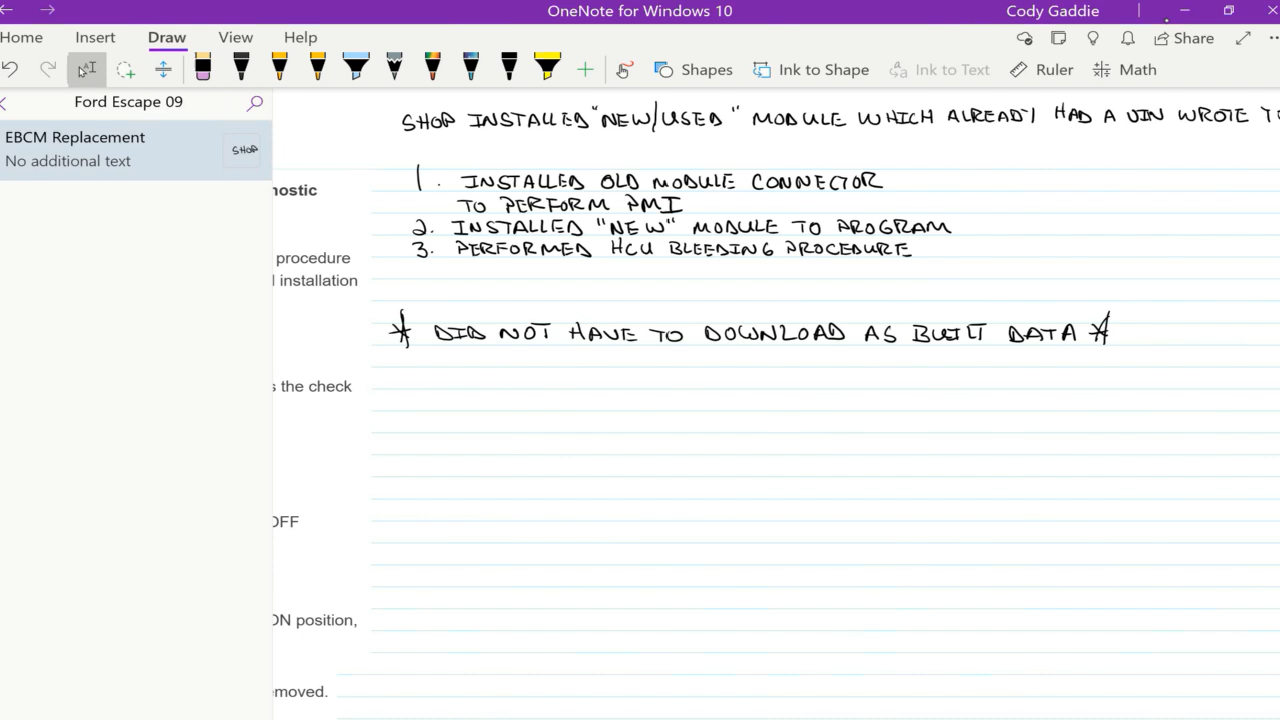 OneNote for Windows 10
Cody Gaddie
Home Insert Draw View Help
Share
Shapes Ink to Shape Ink to Text Ruler Math
Ford Escape 09
EBCM Replacement
No additional text
SHOP
SHOP INSTALLED "NEW/USED" MODULE WHICH ALREADY HAD A VIN WROTE
1. INSTALLED OLD MODULE CONNECTOR
TO PERFORM PMI
2. INSTALLED "NEW" MODULE TO PROGRAM
3. PERFORMED HCU BLEEDING PROCEDURE
* DID NOT HAVE TO DOWNLOAD AS BUILT DATA *
nostic
procedure
installation
s the check
OFF
ON position,
emoved.